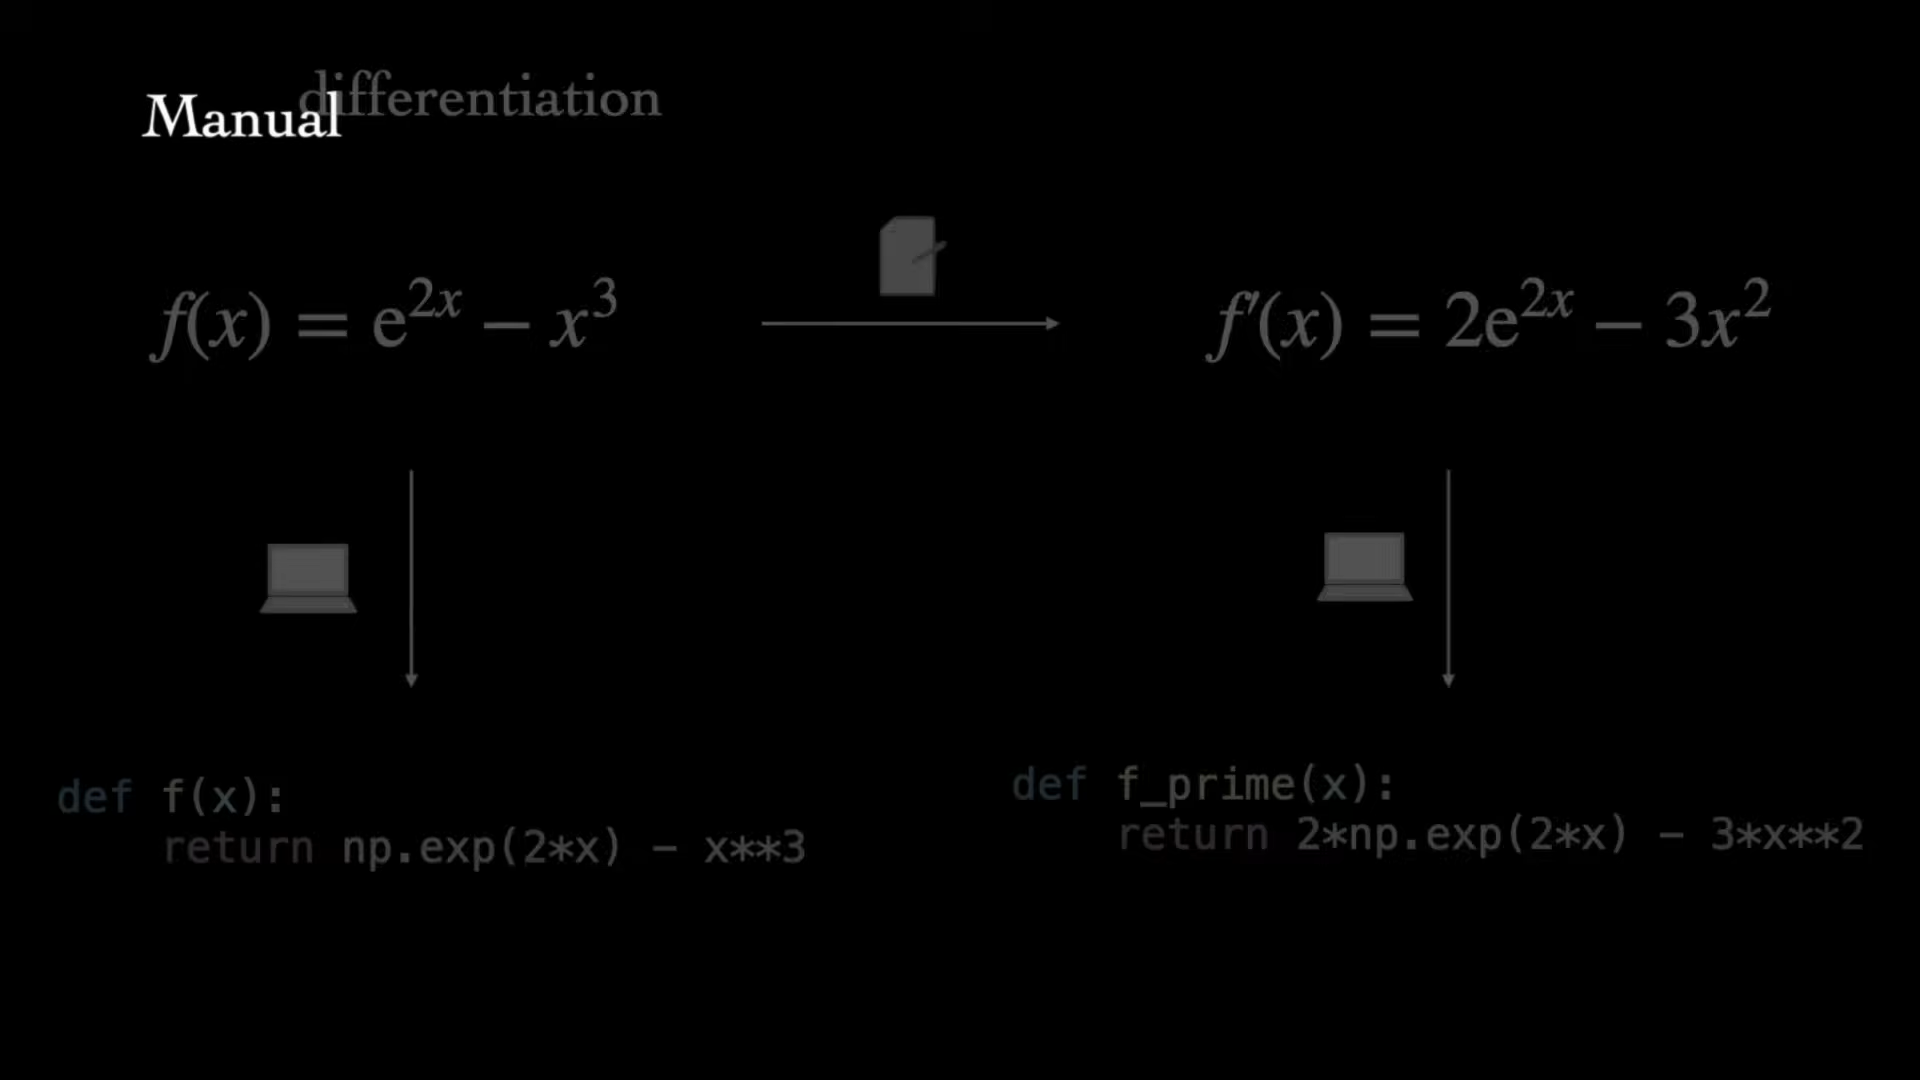 Manual differentiation
f(x) = e^{2x} − x^3
f′(x) = 2e^{2x} − 3x^2
def f(x):
    return np.exp(2*x) - x**3
def f_prime(x):
    return 2*np.exp(2*x) - 3*x**2